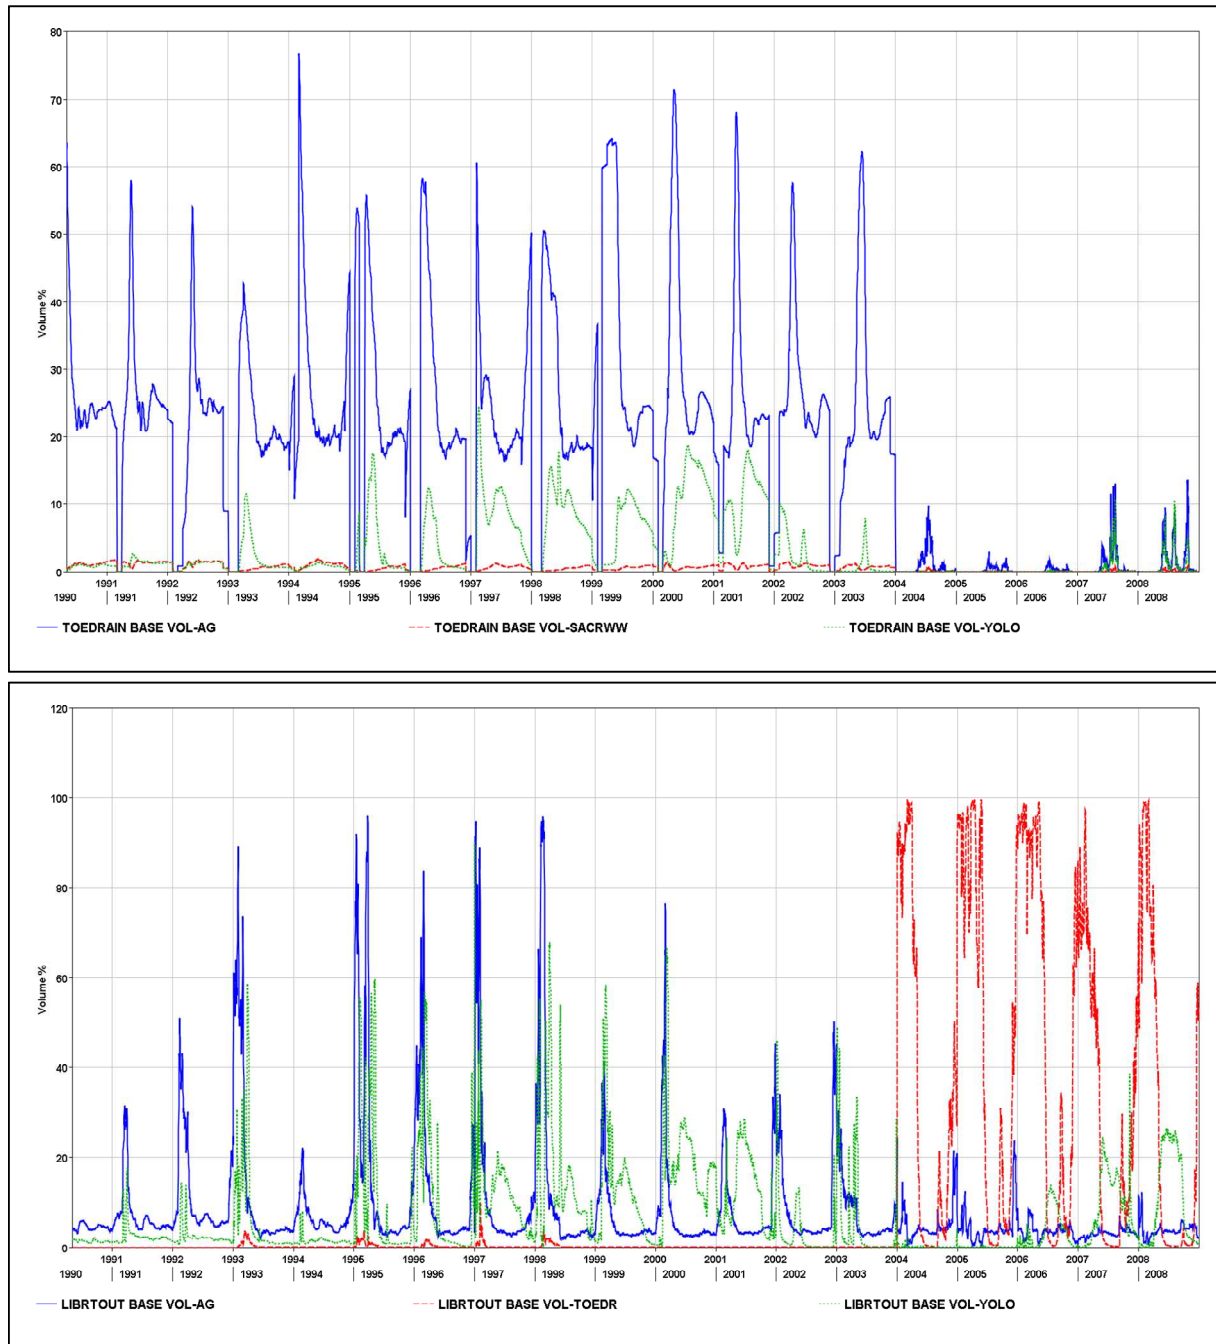 80
70
60
50
40
30
20
10
0
Volume %
1991 1992 1993 1994 1995 1996 1997 1998 1999 2000 2001 2002 2003 2004 2005 2006 2007 2008
1990 | 1991 | 1992 | 1993 | 1994 | 1995 | 1996 | 1997 | 1998 | 1999 | 2000 | 2001 | 2002 | 2003 | 2004 | 2005 | 2006 | 2007 | 2008
TOEDRAIN BASE VOL-AG TOEDRAIN BASE VOL-SACRWW TOEDRAIN BASE VOL-YOLO
120
100
80
60
40
20
0
Volume %
1991 1992 1993 1994 1995 1996 1997 1998 1999 2000 2001 2002 2003 2004 2005 2006 2007 2008
1990 | 1991 | 1992 | 1993 | 1994 | 1995 | 1996 | 1997 | 1998 | 1999 | 2000 | 2001 | 2002 | 2003 | 2004 | 2005 | 2006 | 2007 | 2008
LIBRTOUT BASE VOL-AG LIBRTOUT BASE VOL-TOEDR LIBRTOUT BASE VOL-YOLO